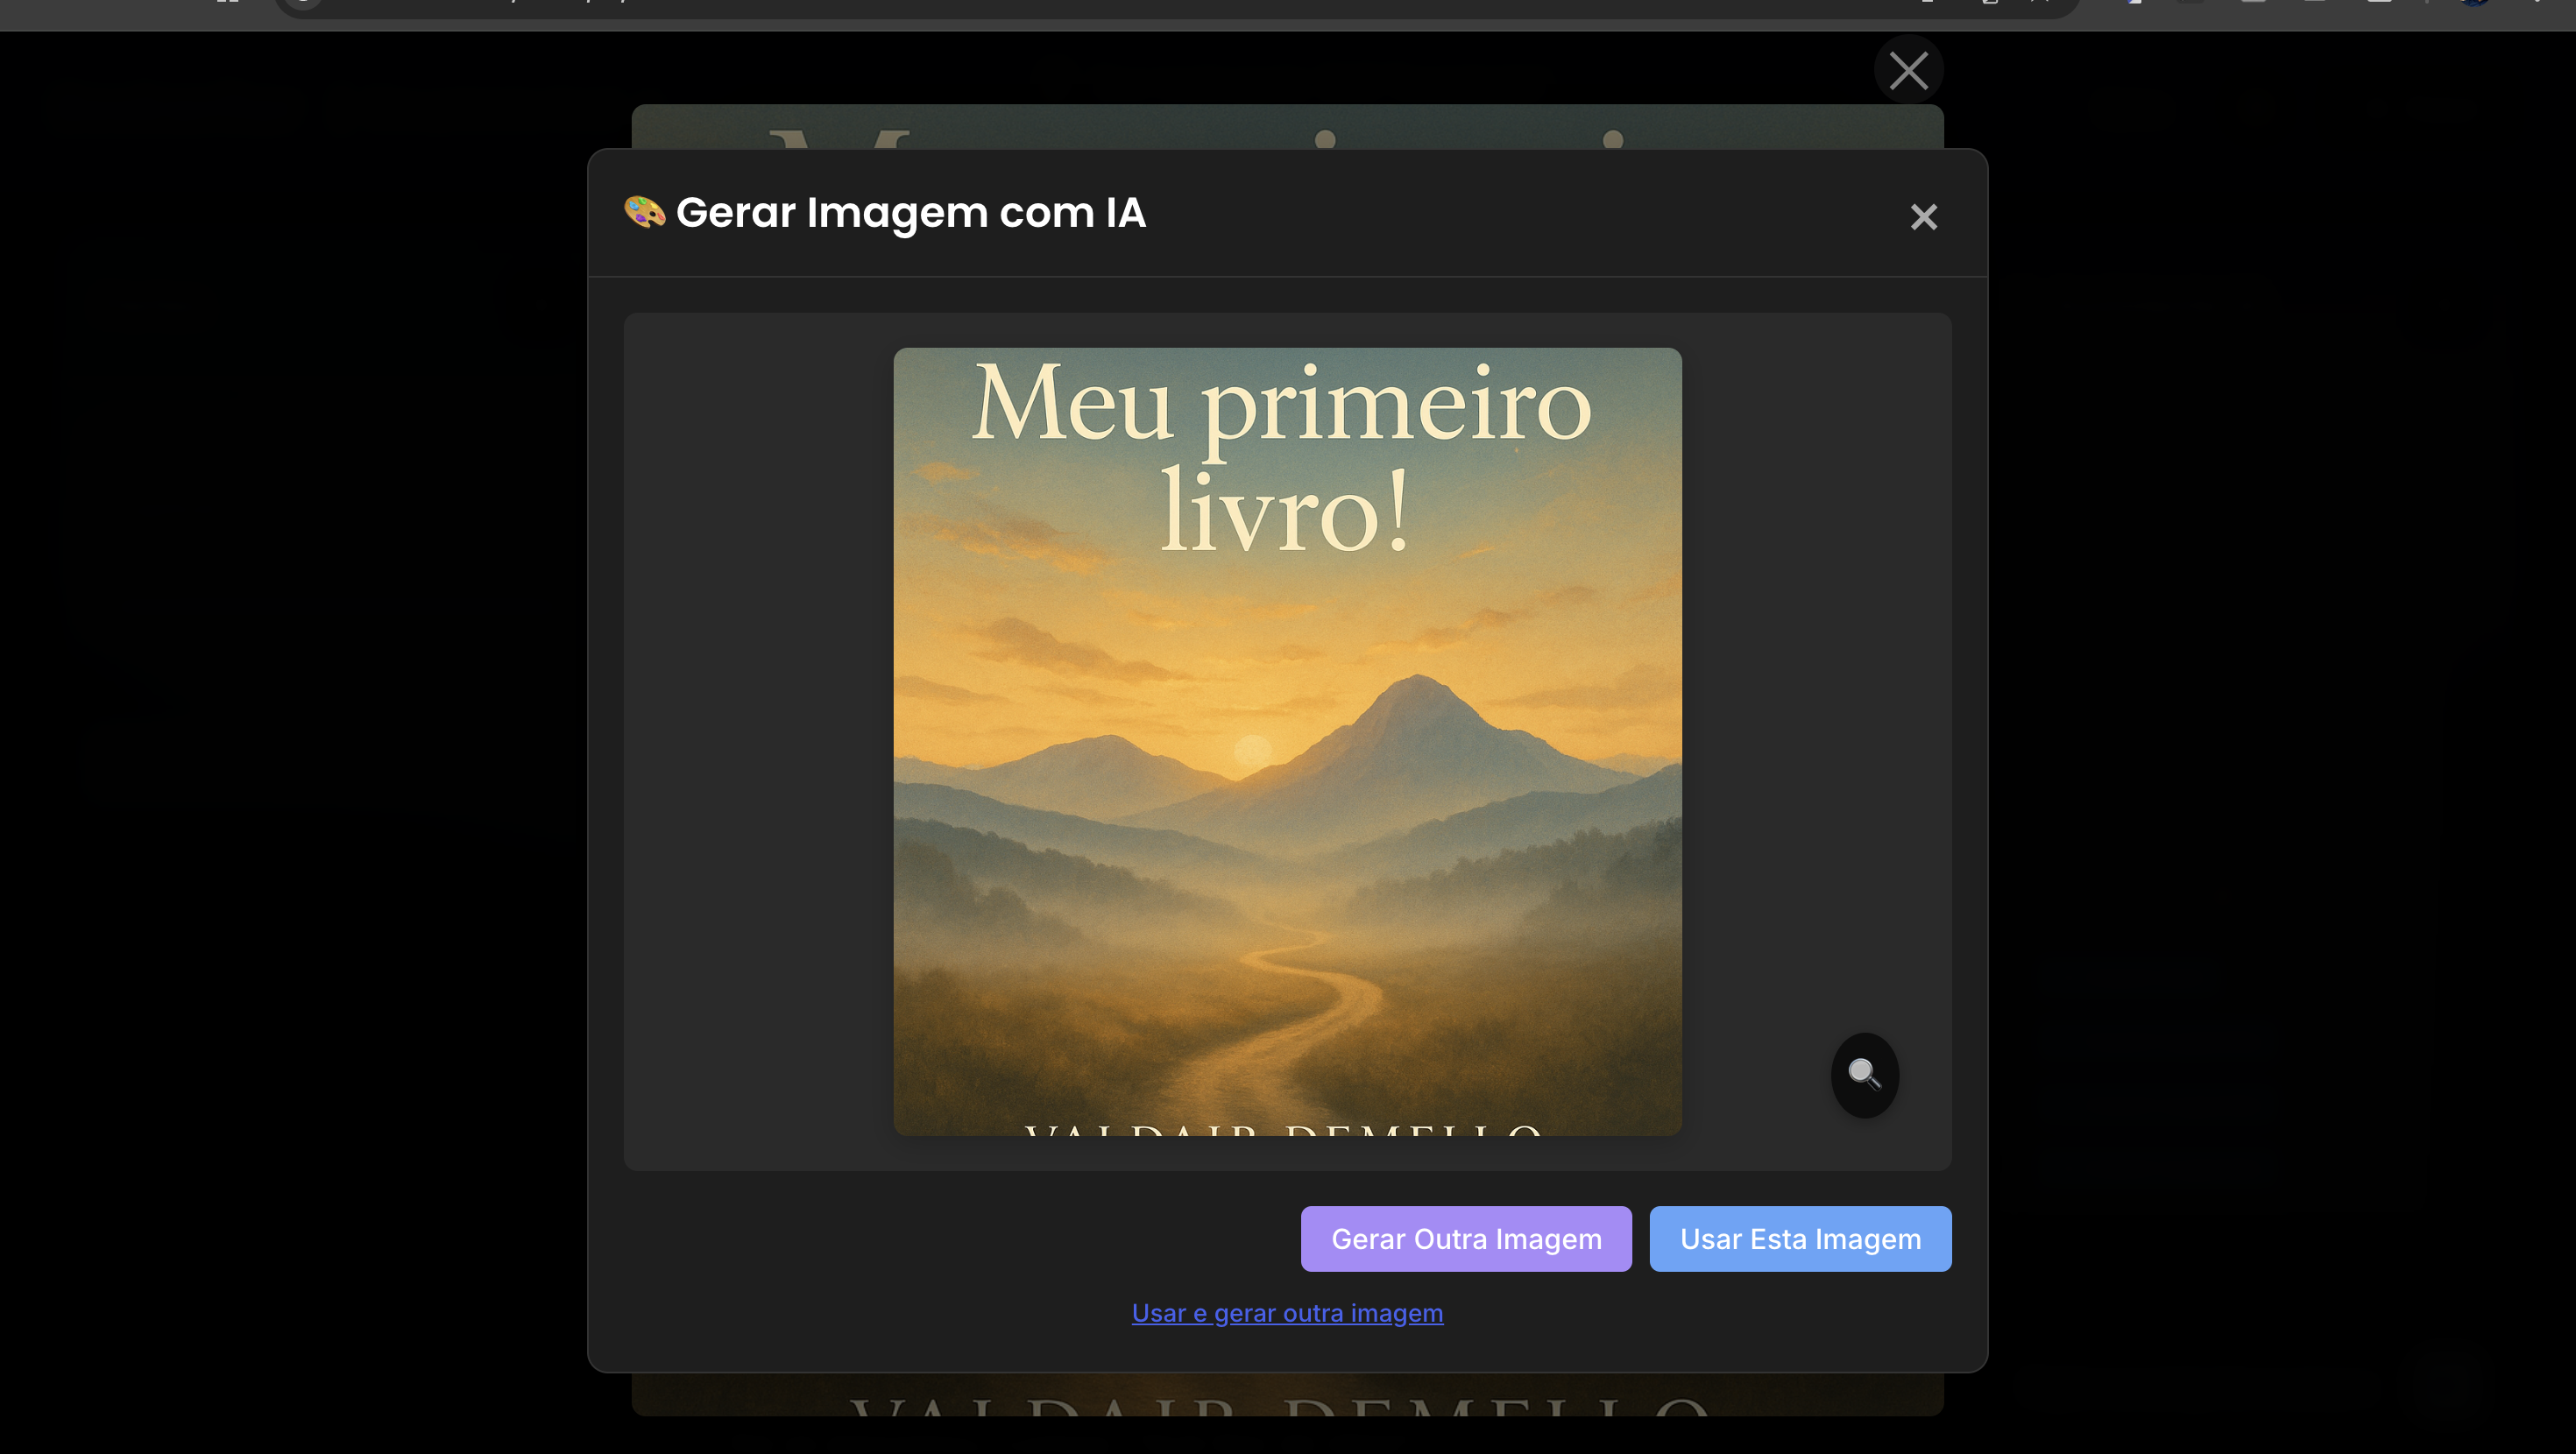 🎨 Gerar Imagem com IA
Meu primeiro
livro!
VALDAIR DEMELLO
Gerar Outra Imagem
Usar Esta Imagem
Usar e gerar outra imagem
VALDAIR DEMELLO